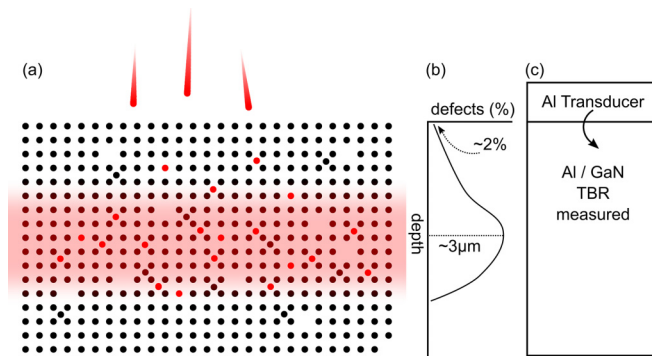 (a)
(b)
(c)
defects (%)
~2%
depth
~3μm
Al Transducer
Al / GaN
TBR
measured